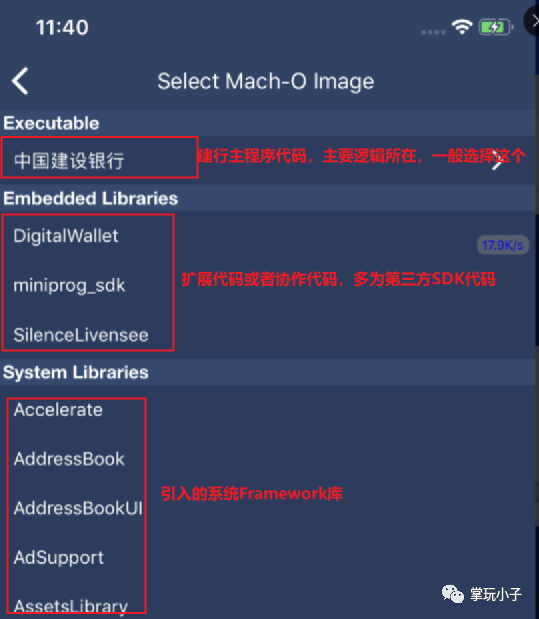 11:40
Select Mach-O Image
Executable
中国建设银行
建行主程序代码，主要逻辑所在，一般选择这个
Embedded Libraries
DigitalWallet
17.9K/s
miniprog_sdk
扩展代码或者协作代码，多为第三方SDK代码
SilenceLivensee
System Libraries
Accelerate
AddressBook
引入的系统Framework库
AddressBookUI
AdSupport
AssetsLibrary
掌玩小子